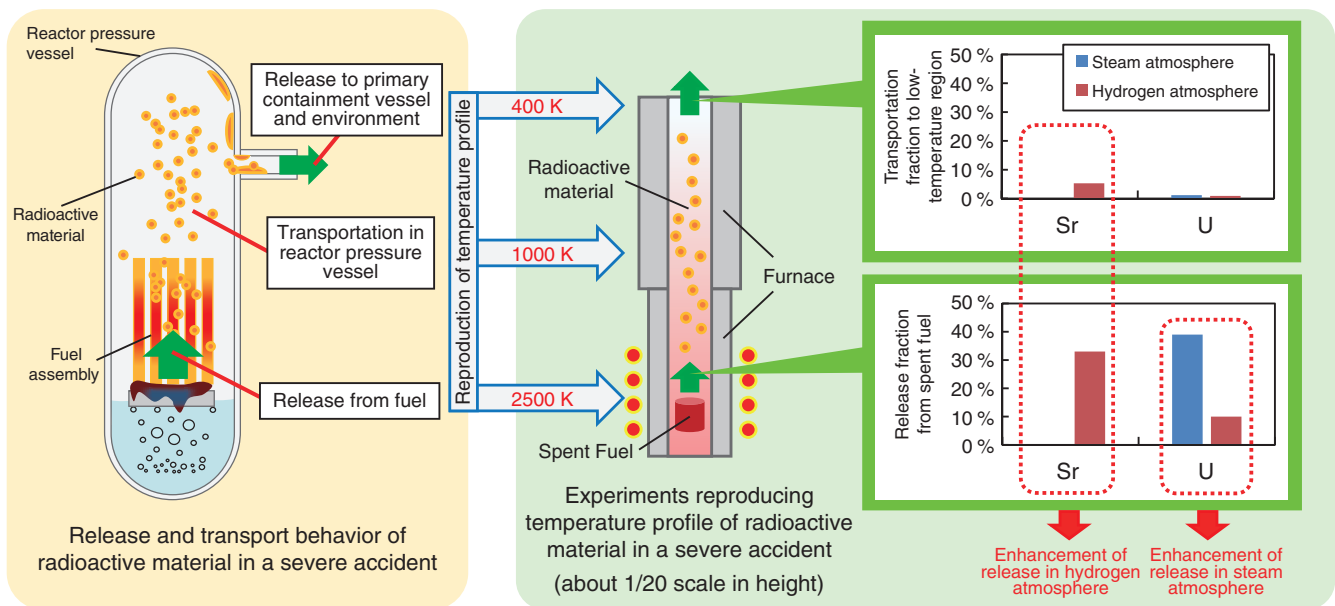 Reactor pressure
vessel
Release to primary
containment vessel
and environment
Radioactive
material
Transportation in
reactor pressure
vessel
Fuel
assembly
Release from fuel
Release and transport behavior of
radioactive material in a severe accident
Reproduction of temperature profile
400 K
1000 K
2500 K
Radioactive
material
Furnace
Spent Fuel
Experiments reproducing
temperature profile of radioactive
material in a severe accident
(about 1/20 scale in height)
Transportation
fraction to low-
temperature region
50 %
40 %
30 %
20 %
10 %
0 %
Steam atmosphere
Hydrogen atmosphere
Sr
U
Release fraction
from spent fuel
50 %
40 %
30 %
20 %
10 %
0 %
Sr
U
Enhancement of
release in hydrogen
atmosphere
Enhancement of
release in steam
atmosphere